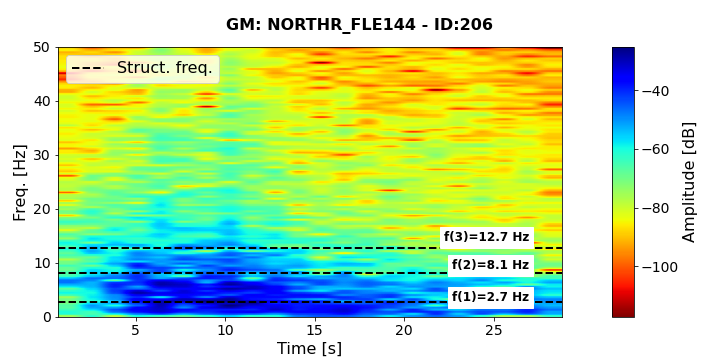 GM: NORTHR_FLE144 - ID:206
50
Struct. freq.
40
30
20
10
0
Freq. [Hz]
f(3)=12.7 Hz
f(2)=8.1 Hz
f(1)=2.7 Hz
5 10 15 20 25
Time [s]
−40
−60
−80
−100
Amplitude [dB]